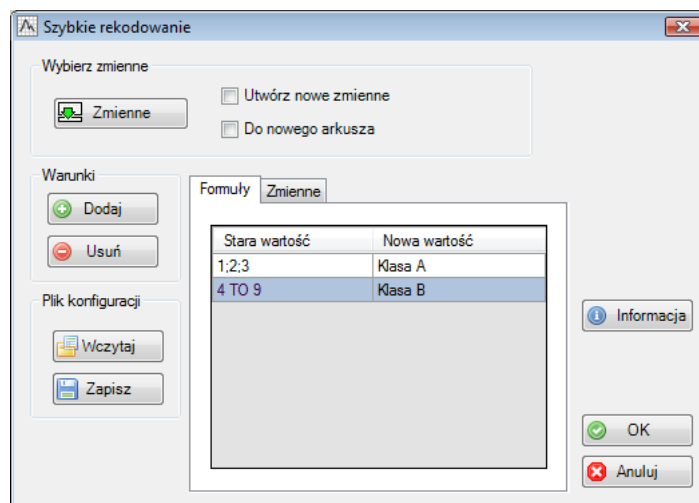 Szybkie rekodowanie
Wybierz zmienne
Zmienne
Utwórz nowe zmienne
Do nowego arkusza
Warunki
Dodaj
Usuń
Formuły Zmienne
Stara wartość Nowa wartość
1;2;3 Klasa A
4 TO 9 Klasa B
Plik konfiguracji
Wczytaj
Zapisz
Informacja
OK
Anuluj